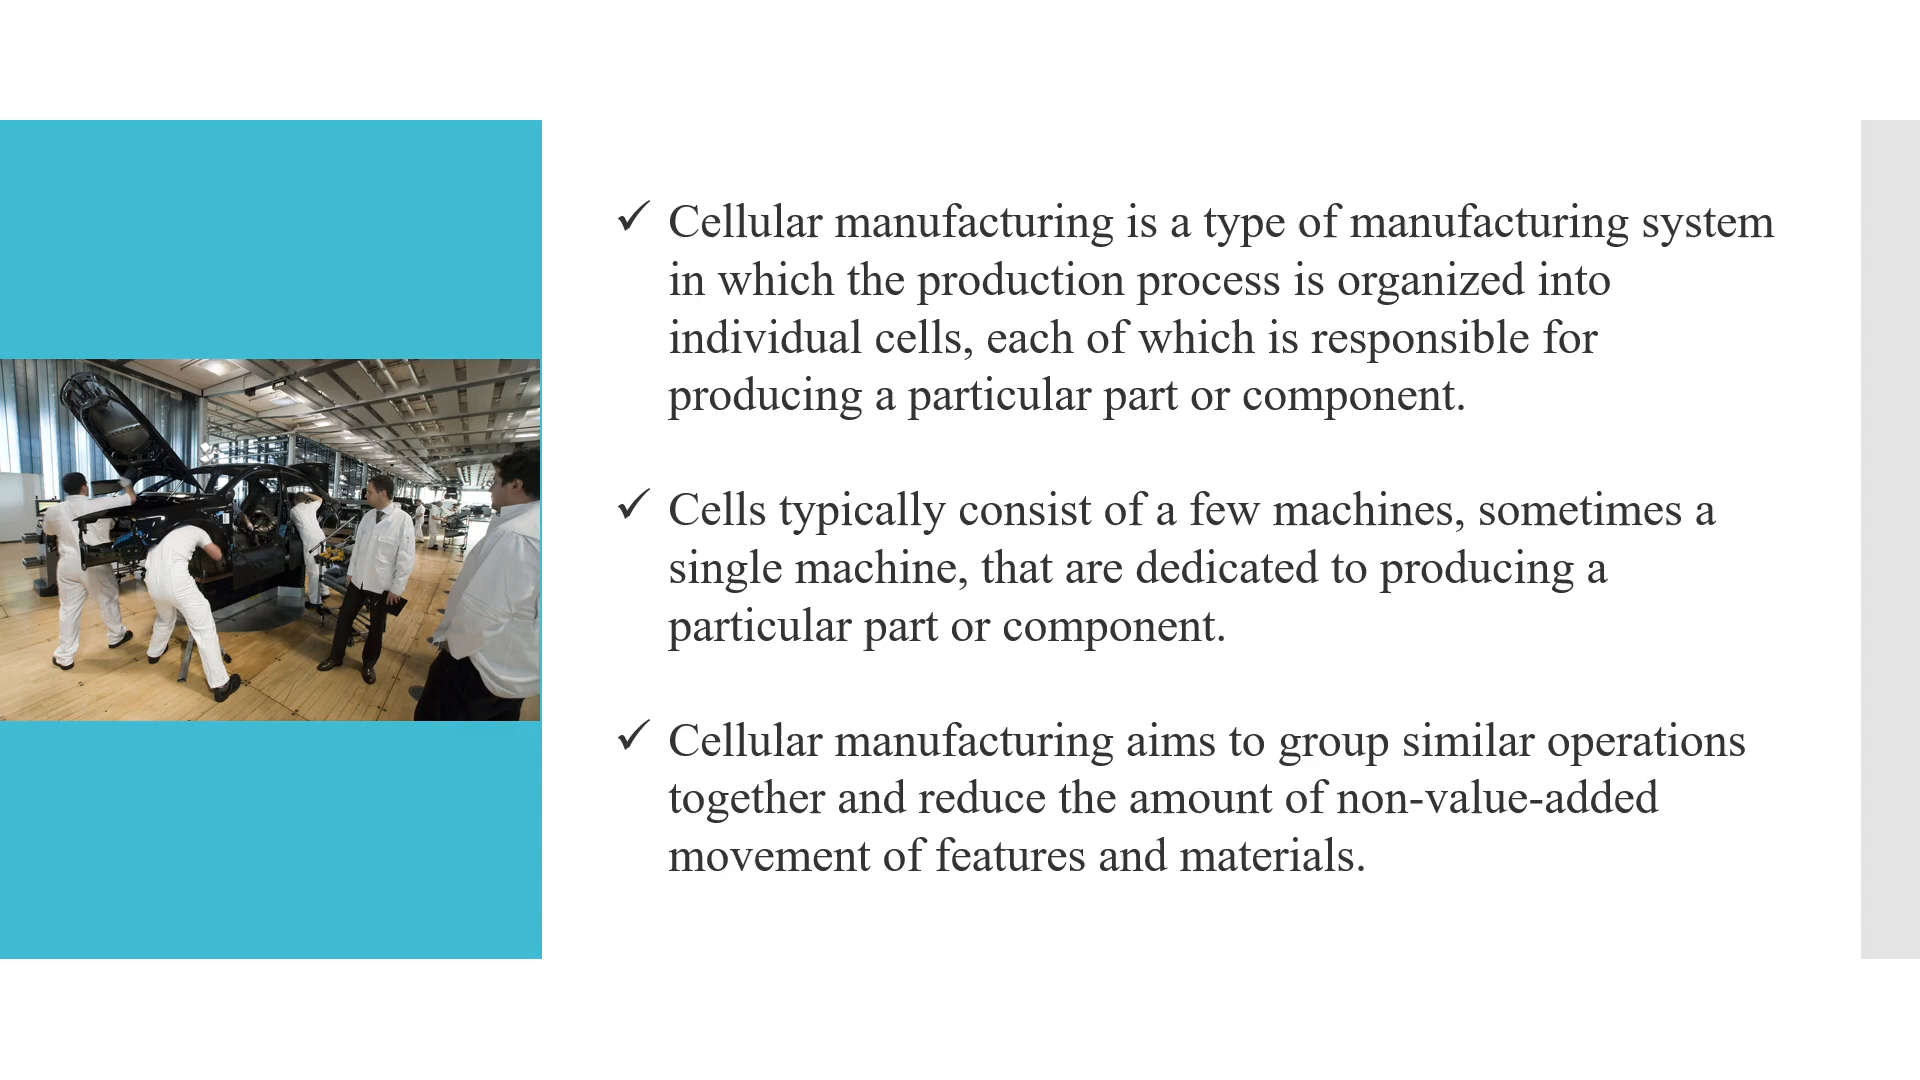 ✓ Cellular manufacturing is a type of manufacturing system
in which the production process is organized into
individual cells, each of which is responsible for
producing a particular part or component.
✓ Cells typically consist of a few machines, sometimes a
single machine, that are dedicated to producing a
particular part or component.
✓ Cellular manufacturing aims to group similar operations
together and reduce the amount of non-value-added
movement of features and materials.